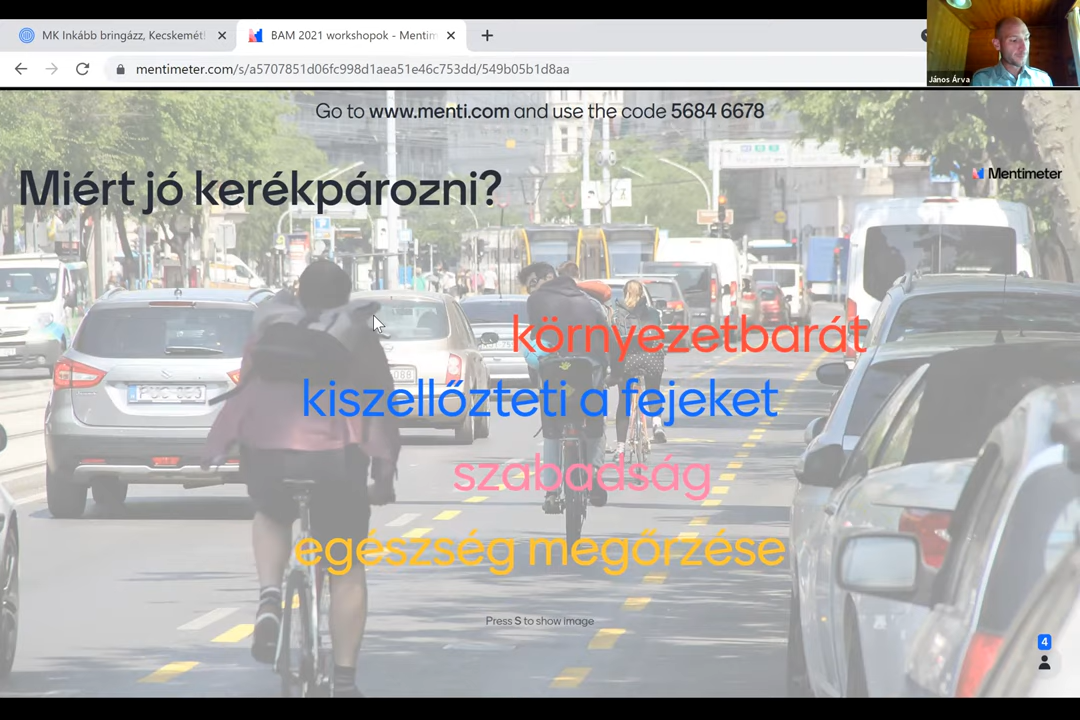 MK Inkább bringázz, Kecskemét!
BAM 2021 workshopok - Mentim
mentimeter.com/s/a5707851d06fc998d1aea51e46c753dd/549b05b1d8aa
János Árva
Go to www.menti.com and use the code 5684 6678
Miért jó kerékpározni?
Mentimeter
környezetbarát
kiszellőzteti a fejeket
szabadság
egészség megőrzése
Press S to show image
4